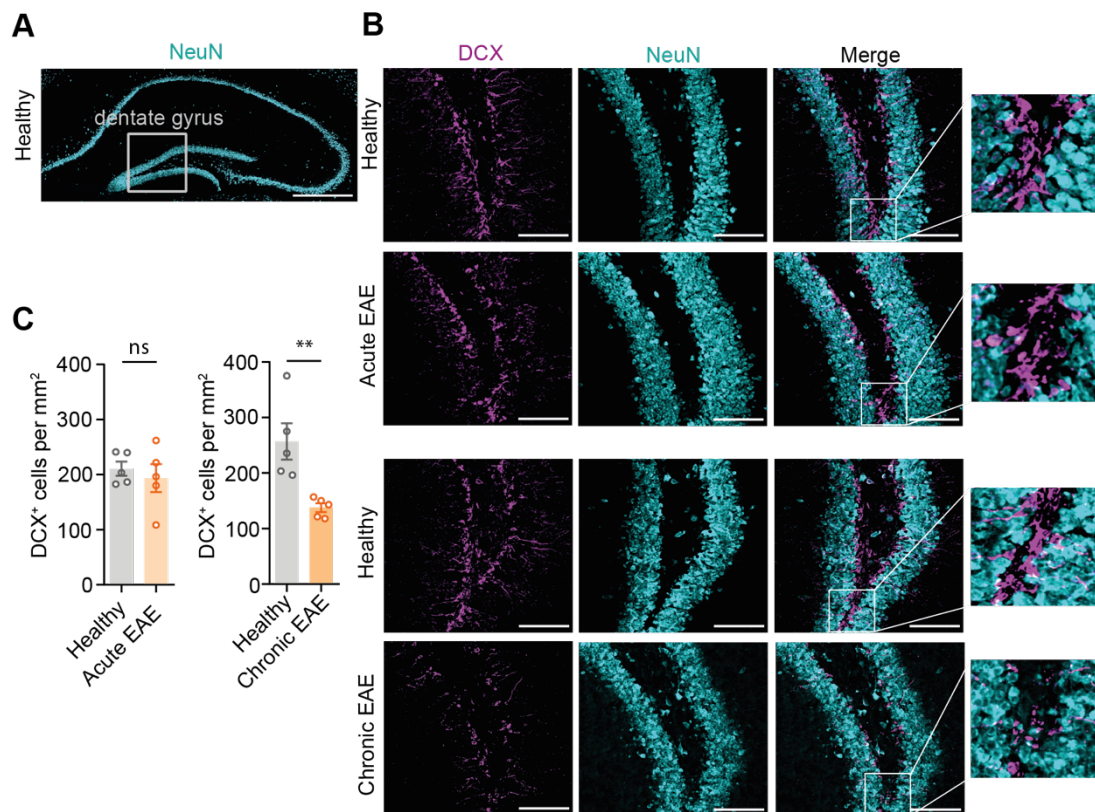 A
NeuN
Healthy
dentate gyrus
B
DCX
NeuN
Merge
Healthy
Acute EAE
Healthy
Chronic EAE
C
ns
400
300
200
100
0
DCX⁺ cells per mm²
Healthy
Acute EAE
**
400
300
200
100
0
DCX⁺ cells per mm²
Healthy
Chronic EAE